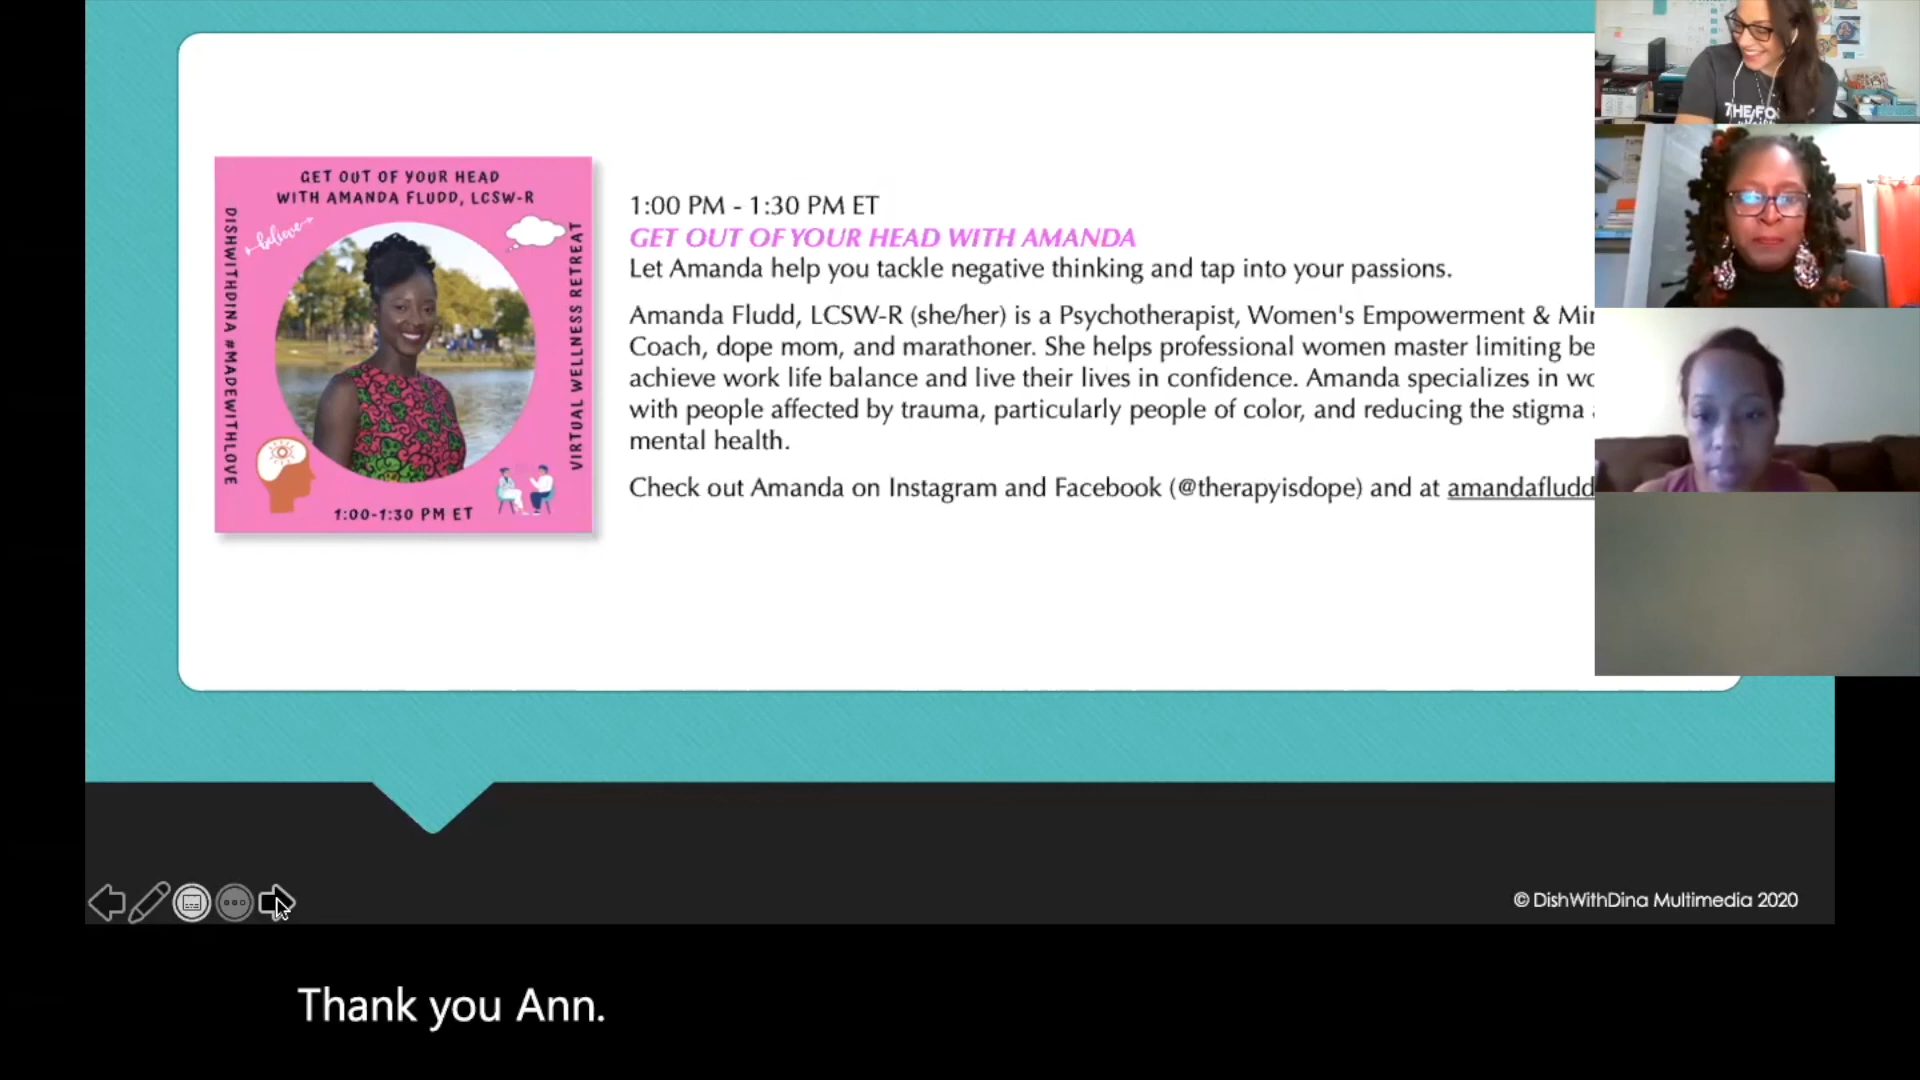 GET OUT OF YOUR HEAD
WITH AMANDA FLUDD, LCSW-R
believe
DISHWITHDINA #MADEWITHLOVE
VIRTUAL WELLNESS RETREAT
1:00-1:30 PM ET
1:00 PM - 1:30 PM ET
GET OUT OF YOUR HEAD WITH AMANDA
Let Amanda help you tackle negative thinking and tap into your passions.
Amanda Fludd, LCSW-R (she/her) is a Psychotherapist, Women's Empowerment &
Coach, dope mom, and marathoner. She helps professional women master limiting
achieve work life balance and live their lives in confidence. Amanda specializes in
with people affected by trauma, particularly people of color, and reducing the stigma
mental health.
Check out Amanda on Instagram and Facebook (@therapyisdope) and at amandafludd
THE FO
© DishWithDina Multimedia 2020
Thank you Ann.